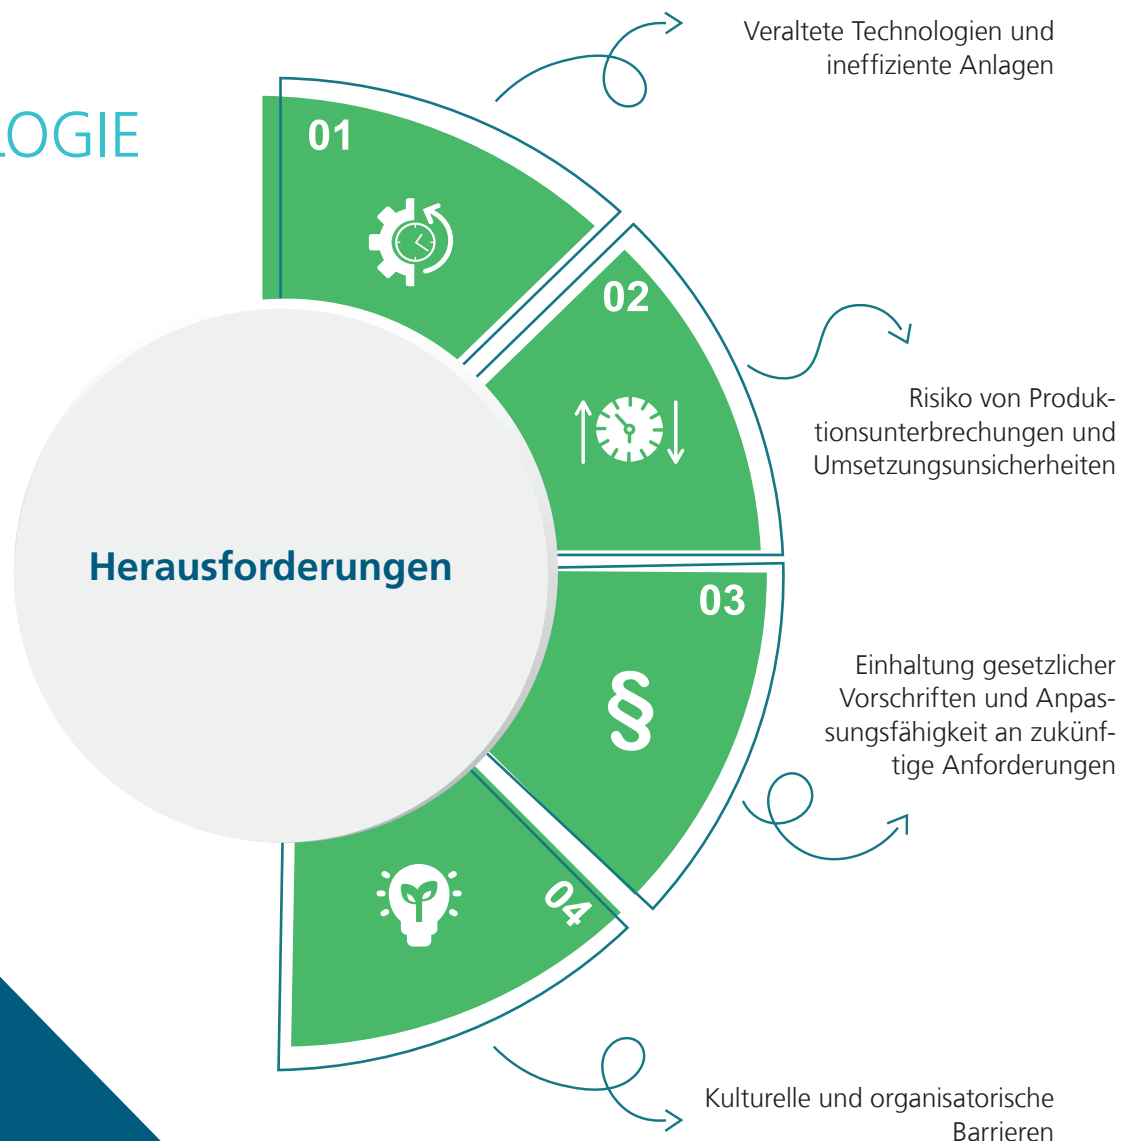 LOGIE
Veraltete Technologien und
ineffiziente Anlagen
01
02
Risiko von Produk-
tionsunterbrechungen und
Umsetzungsunsicherheiten
Herausforderungen
03
§
Einhaltung gesetzlicher
Vorschriften und Anpas-
sungsfähigkeit an zukünf-
tige Anforderungen
04
Kulturelle und organisatorische
Barrieren